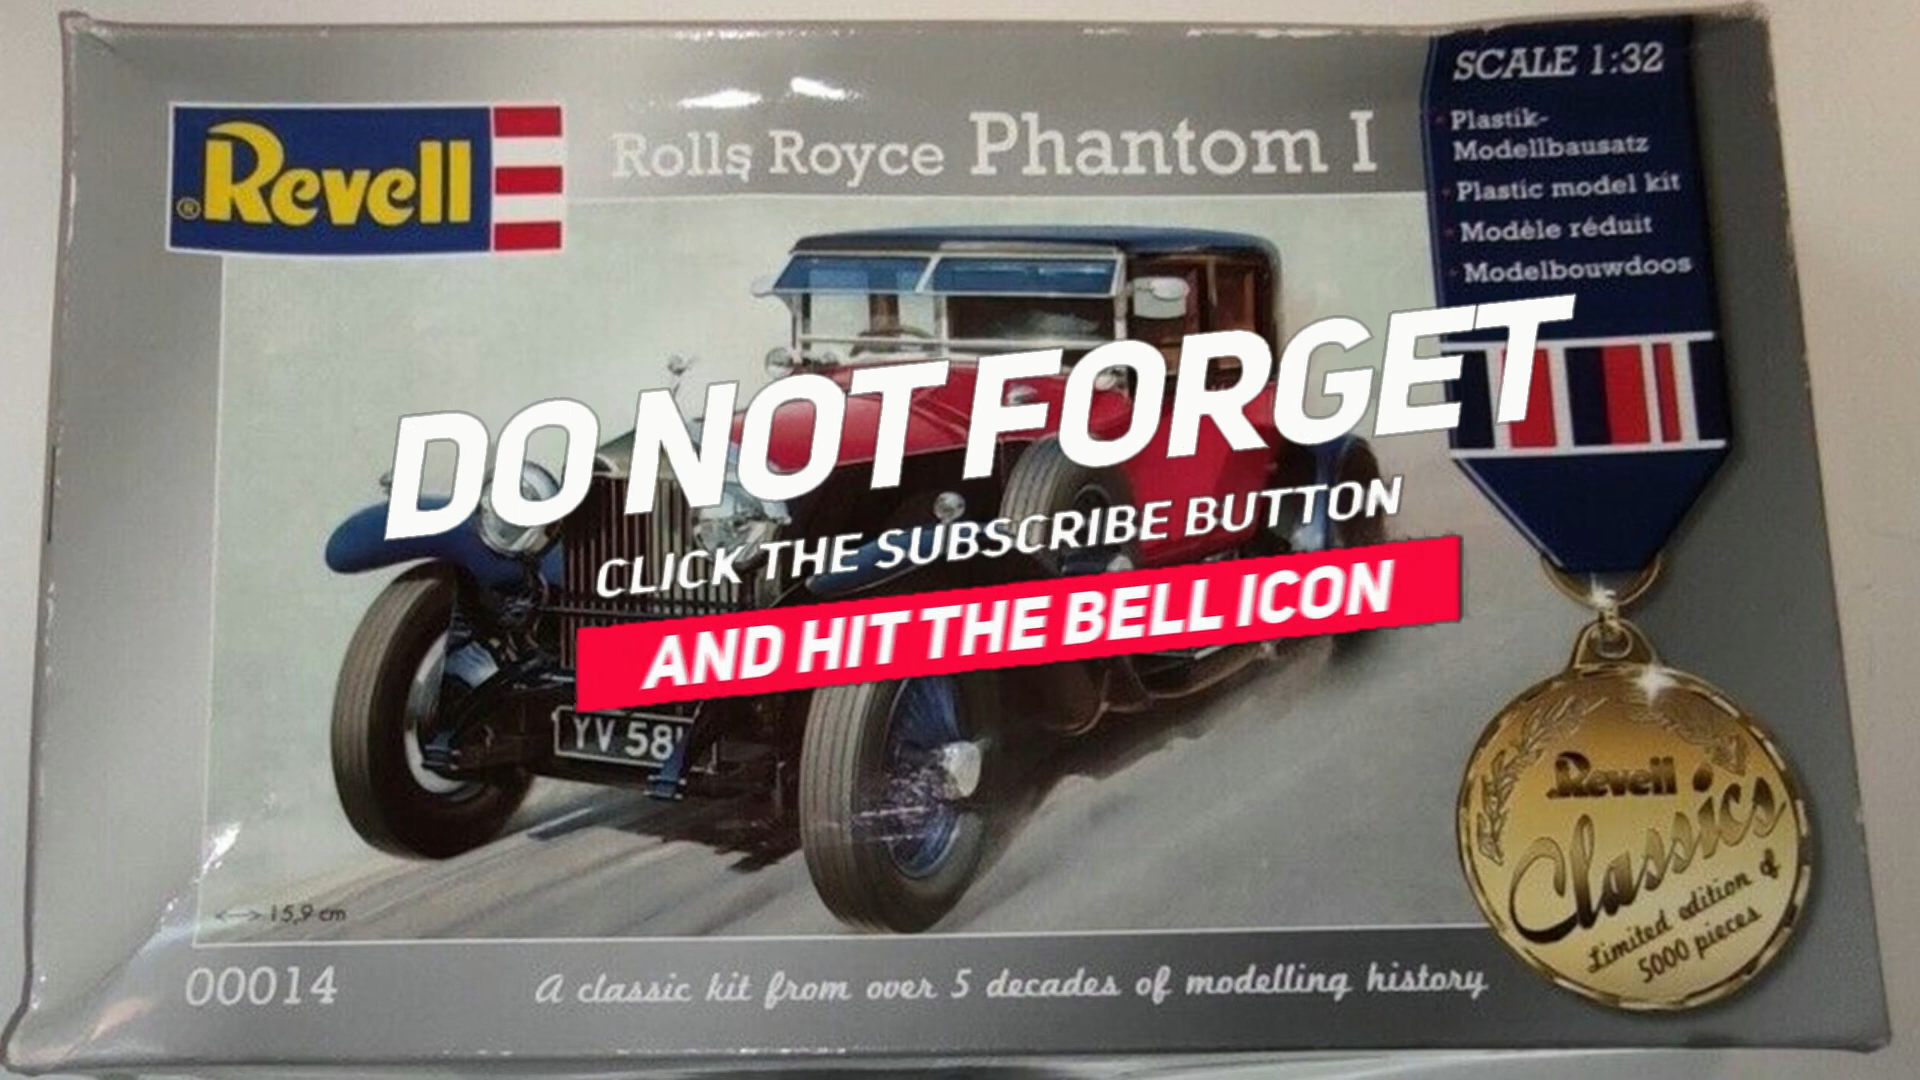 SCALE 1:32
Revell
®
Rolls Royce Phantom I
Plastik-
Modellbausatz
Plastic model kit
Modèle réduit
Modelbouwdoos
DO NOT FORGET
CLICK THE SUBSCRIBE BUTTON
AND HIT THE BELL ICON
YV 58
Revell
Classics
Limited edition of
5000 pieces
15,9 cm
00014
A classic kit from over 5 decades of modelling history